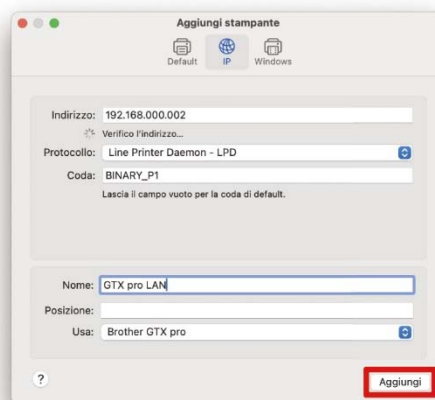 Aggiungi stampante
Default IP Windows
Indirizzo: 192.168.000.002
Verifico l'indirizzo...
Protocollo: Line Printer Daemon - LPD
Coda: BINARY_P1
Lascia il campo vuoto per la coda di default.
Nome: GTX pro LAN
Posizione:
Usa: Brother GTX pro
? Aggiungi